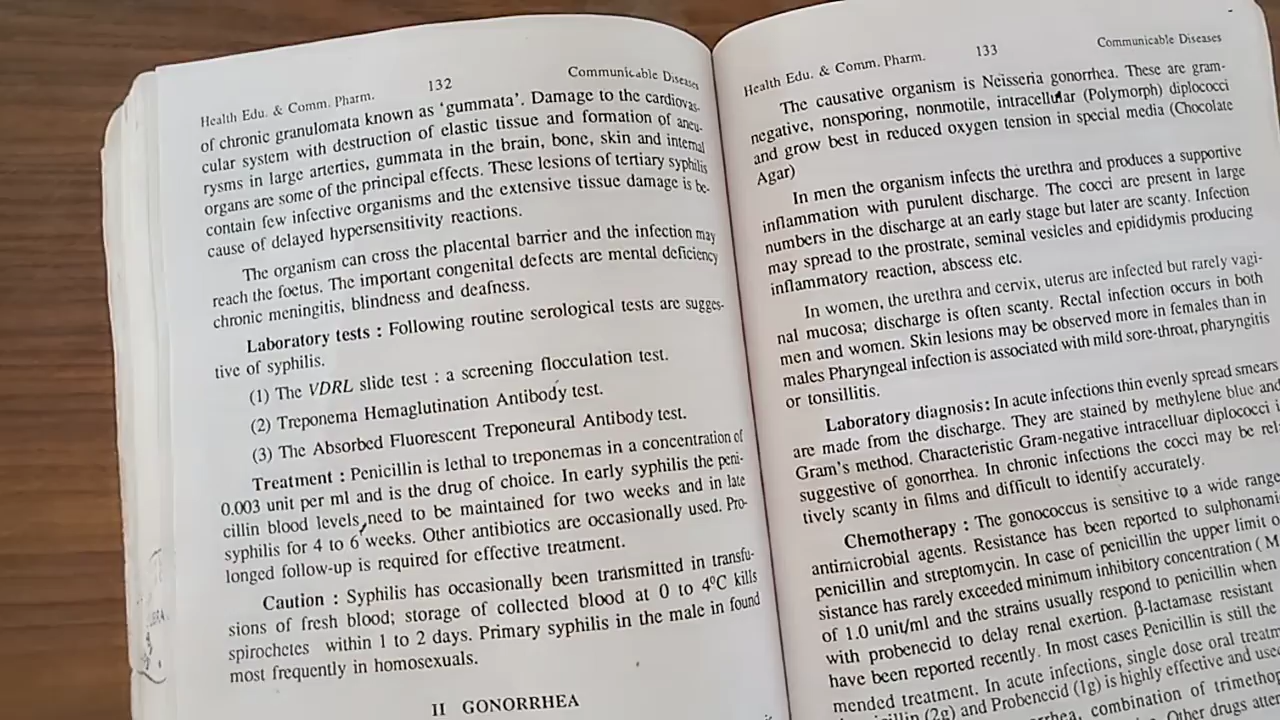 Health Edu. & Comm. Pharm. 132 Communicable Diseases
of chronic granulomata known as 'gummata'. Damage to the cardiovas-
cular system with destruction of elastic tissue and formation of aneu-
rysms in large arterties, gummata in the brain, bone, skin and internal
organs are some of the principal effects. These lesions of tertiary syphilis
contain few infective organisms and the extensive tissue damage is be-
cause of delayed hypersensitivity reactions.
The organism can cross the placental barrier and the infection may
reach the foctus. The important congenital defects are mental deficiency
chronic meningitis, blindness and deafness.
Laboratory tests : Following routine serological tests are sugges-
tive of syphilis.
(1) The VDRL slide test : a screening flocculation test.
(2) Treponema Hemaglutination Antibody test.
(3) The Absorbed Fluorescent Treponeural Antibody test.
Treatment : Penicillin is lethal to treponemas in a concentration of
0.003 unit per ml and is the drug of choice. In early syphilis the peni-
cillin blood levels need to be maintained for two weeks and in late
syphilis for 4 to 6 weeks. Other antibiotics are occasionally used. Pro-
longed follow-up is required for effective treatment.
Caution : Syphilis has occasionally been transmitted in transfu-
sions of fresh blood; storage of collected blood at 0 to 4°C kills
spirochetes within 1 to 2 days. Primary syphilis in the male in found
most frequently in homosexuals.
II GONORRHEA
Health Edu. & Comm. Pharm. 133 Communicable Diseases
The causative organism is Neisseria gonorrhea. These are gram-
negative, nonsporing, nonmotile, intracellular (Polymorph) diplococci
and grow best in reduced oxygen tension in special media (Chocolate
Agar)
In men the organism infects the urethra and produces a supportive
inflammation with purulent discharge. The cocci are present in large
numbers in the discharge at an early stage but later are scanty. Infection
may spread to the prostrate, seminal vesicles and epididymis producing
inflammatory reaction, abscess etc.
In women, the urethra and cervix, uterus are infected but rarely vagi-
nal mucosa; discharge is often scanty. Rectal infection occurs in both
men and women. Skin lesions may be observed more in females than in
males Pharyngeal infection is associated with mild sore-throat, pharyngitis
or tonsillitis.
Laboratory diagnosis: In acute infections thin evenly spread smears
are made from the discharge. They are stained by methylene blue and
Gram's method. Characteristic Gram-negative intracelluar diplococci
suggestive of gonorrhea. In chronic infections the cocci may be rela
tively scanty in films and difficult to identify accurately.
Chemotherapy : The gonococcus is sensitive to a wide range
antimicrobial agents. Resistance has been reported to sulphonami
penicillin and streptomycin. In case of penicillin the upper limit o
sistance has rarely exceeded minimum inhibitory concentration ( M
of 1.0 unit/ml and the strains usually respond to penicillin when
with probenecid to delay renal exertion. β-lactamase resistant
have been reported recently. In most cases Penicillin is still the
mended treatment. In acute infections, single dose oral treatm
(2g) and Probenecid (1g) is highly effective and used
combination of trimethop
Other drugs